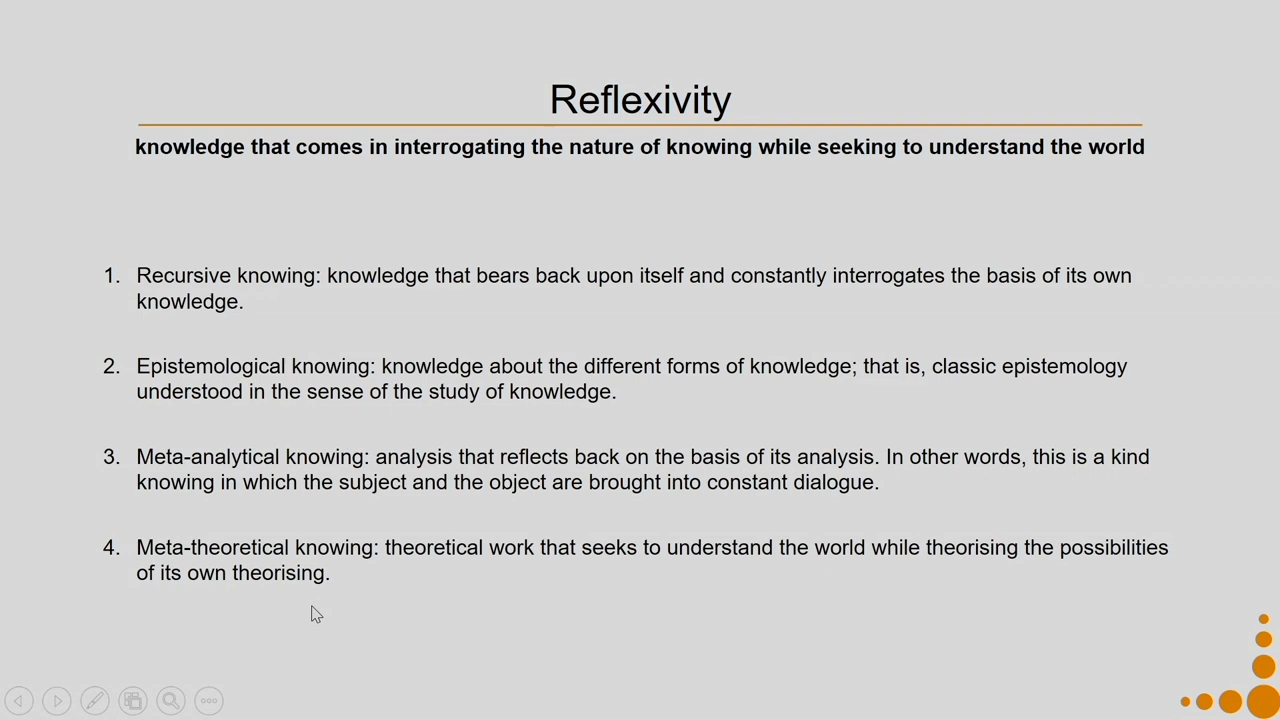 Reflexivity
knowledge that comes in interrogating the nature of knowing while seeking to understand the world
1. Recursive knowing: knowledge that bears back upon itself and constantly interrogates the basis of its own
knowledge.
2. Epistemological knowing: knowledge about the different forms of knowledge; that is, classic epistemology
understood in the sense of the study of knowledge.
3. Meta-analytical knowing: analysis that reflects back on the basis of its analysis. In other words, this is a kind
knowing in which the subject and the object are brought into constant dialogue.
4. Meta-theoretical knowing: theoretical work that seeks to understand the world while theorising the possibilities
of its own theorising.